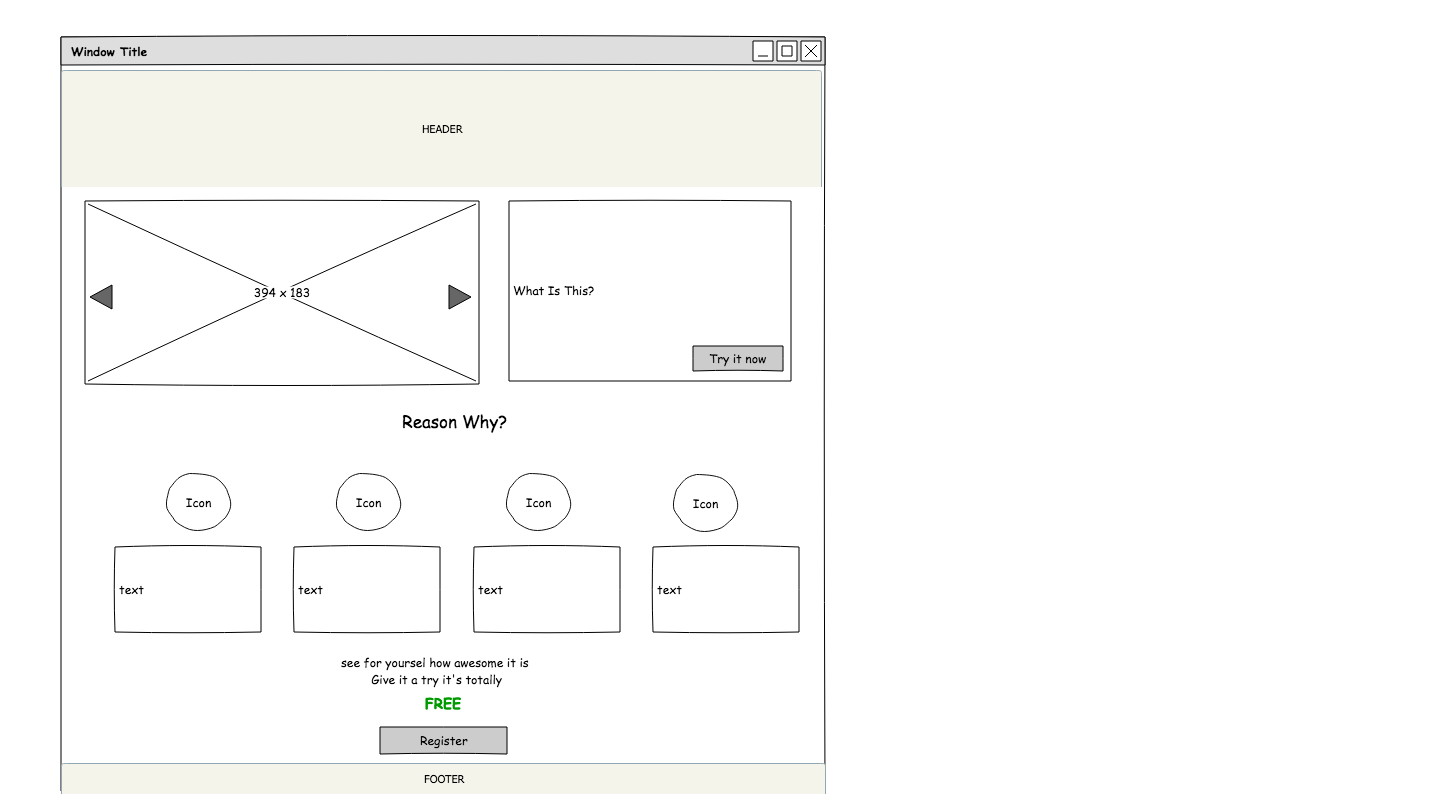 Window Title
HEADER
394 x 183
What Is This?
Try it now
Reason Why?
Icon
Icon
Icon
Icon
text
text
text
text
see for yoursel how awesome it is
Give it a try it's totally
FREE
Register
FOOTER